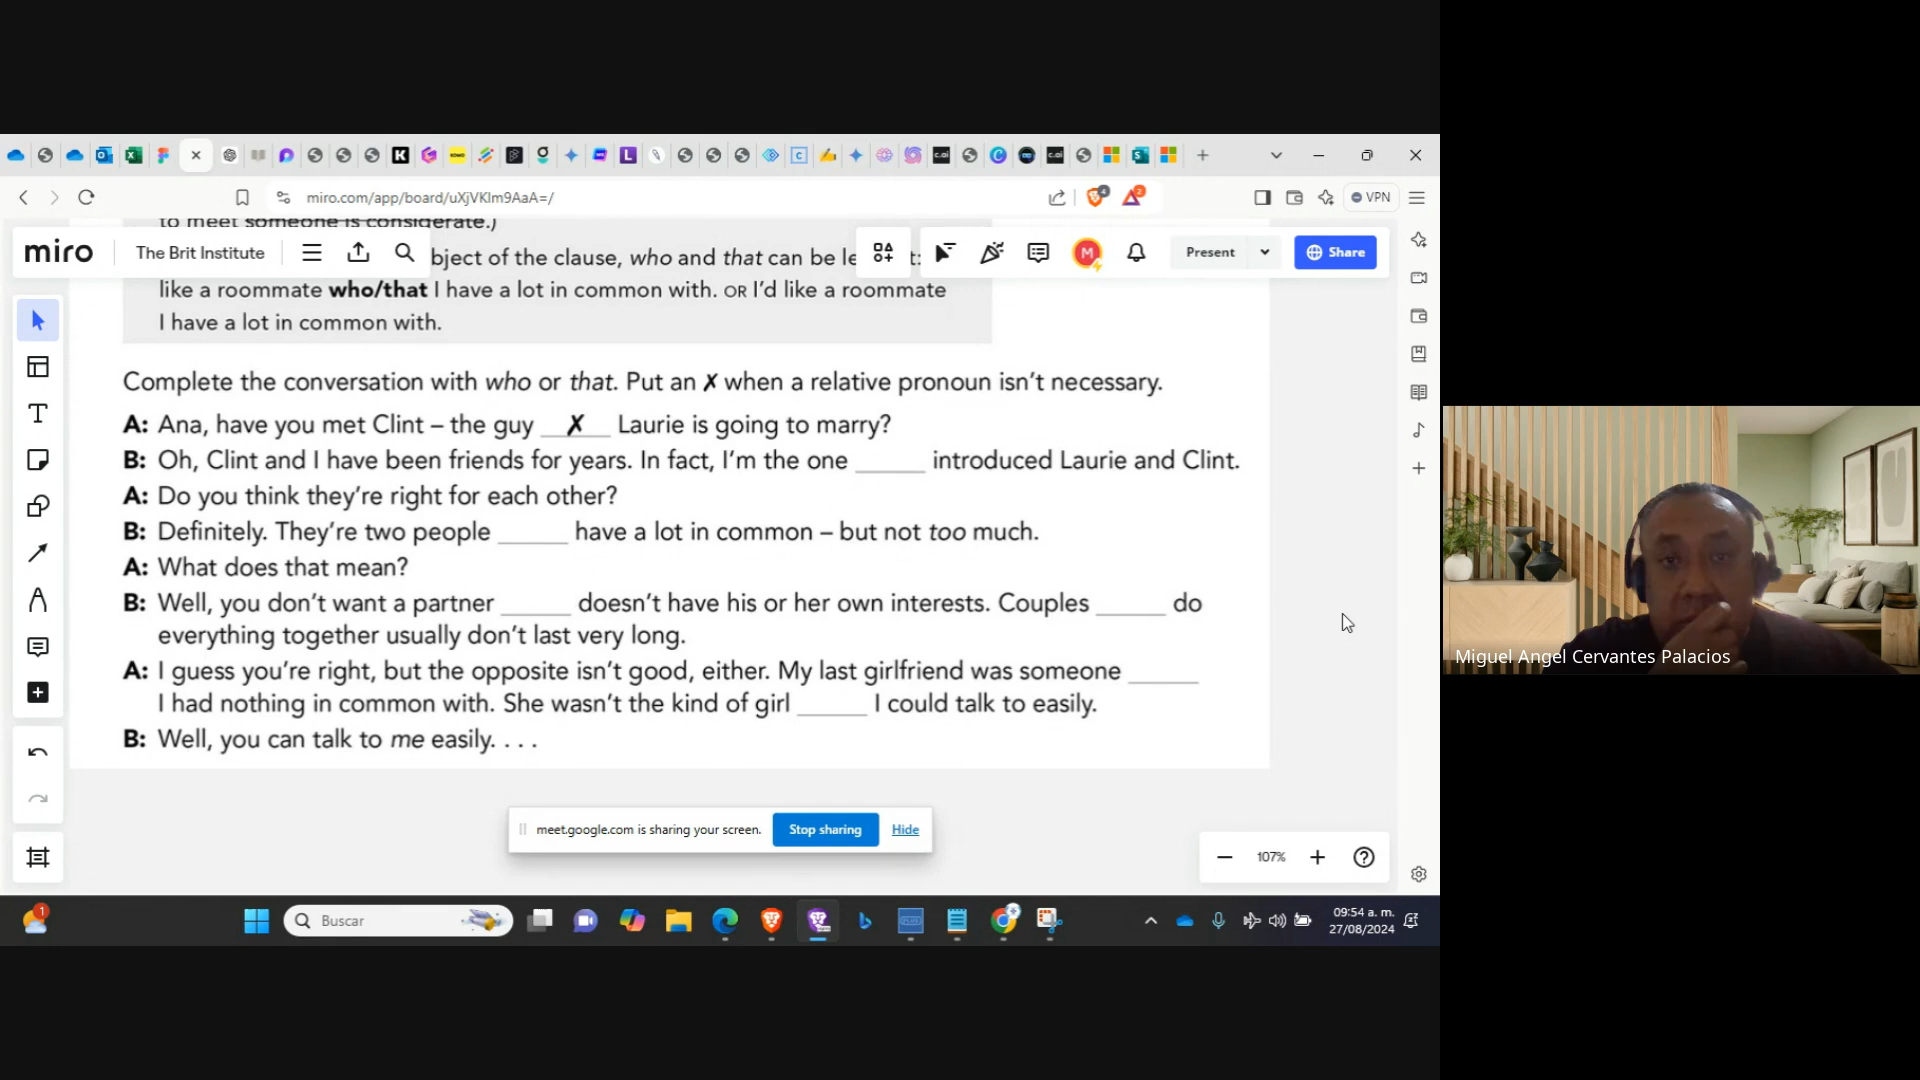 miro.com/app/board/uXjVKlm9AaA=/
VPN
to meet someone is considerate.)
miro
The Brit Institute
Present
Share
bject of the clause, who and that can be le t:
like a roommate who/that I have a lot in common with. OR I'd like a roommate
I have a lot in common with.
Complete the conversation with who or that. Put an ✗ when a relative pronoun isn't necessary.
A: Ana, have you met Clint – the guy __✗__ Laurie is going to marry?
B: Oh, Clint and I have been friends for years. In fact, I'm the one _____ introduced Laurie and Clint.
A: Do you think they're right for each other?
B: Definitely. They're two people _____ have a lot in common – but not too much.
A: What does that mean?
B: Well, you don't want a partner _____ doesn't have his or her own interests. Couples _____ do
everything together usually don't last very long.
A: I guess you're right, but the opposite isn't good, either. My last girlfriend was someone _____
I had nothing in common with. She wasn't the kind of girl _____ I could talk to easily.
B: Well, you can talk to me easily. . . .
meet.google.com is sharing your screen.
Stop sharing
Hide
107%
Buscar
09:54 a. m.
27/08/2024
Miguel Angel Cervantes Palacios